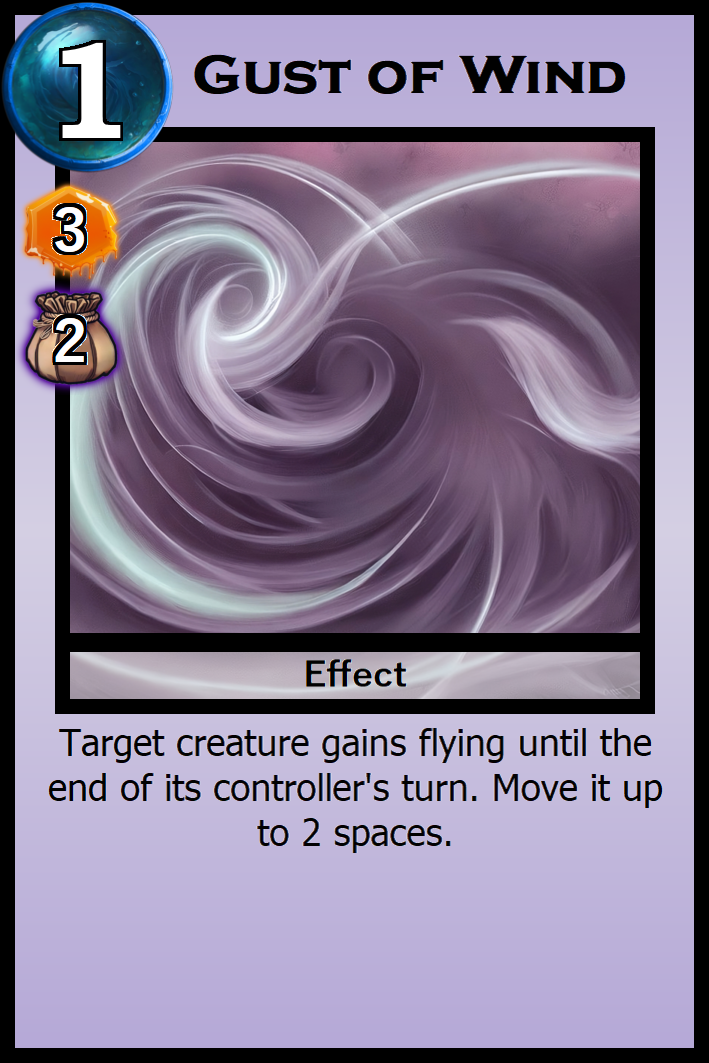 1
Gust of Wind
3
2
Effect
Target creature gains flying until the
end of its controller's turn. Move it up
to 2 spaces.